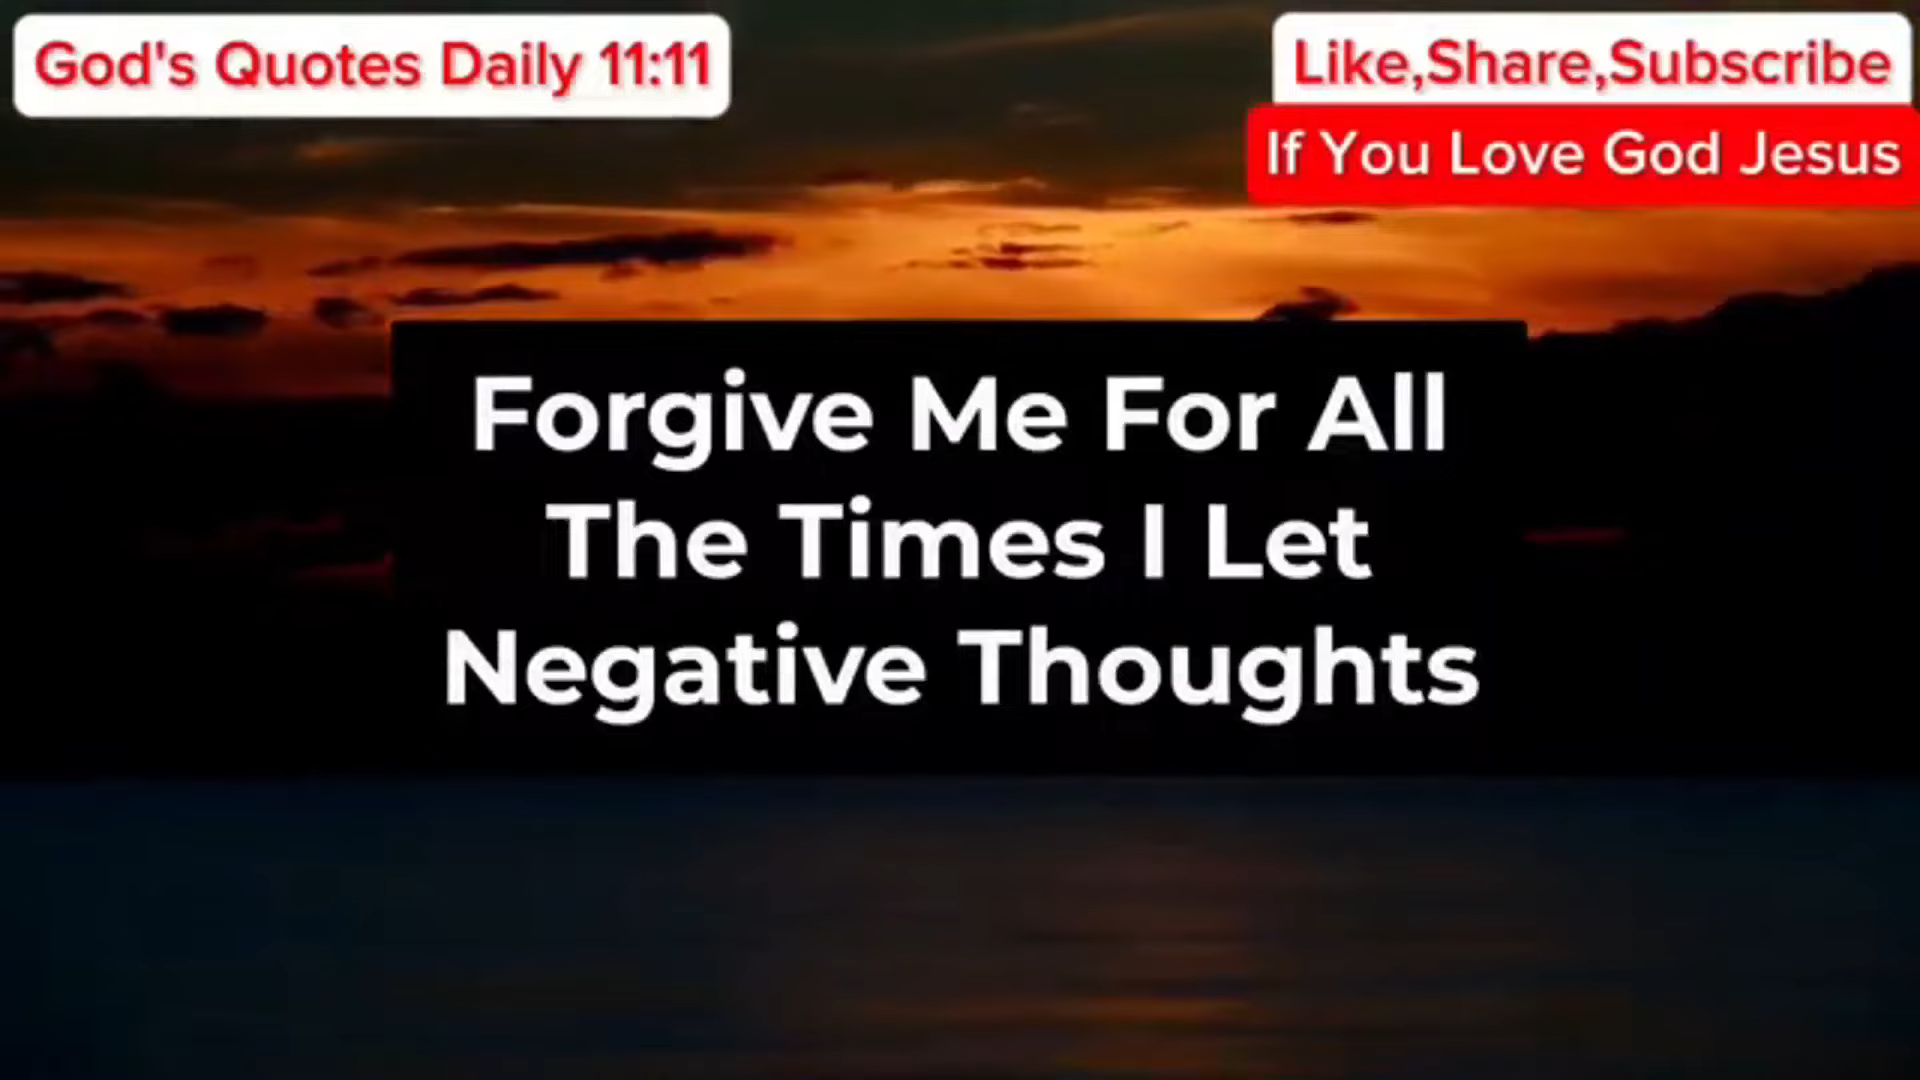 God's Quotes Daily 11:11
Like,Share,Subscribe
If You Love God Jesus
Forgive Me For All
The Times I Let
Negative Thoughts